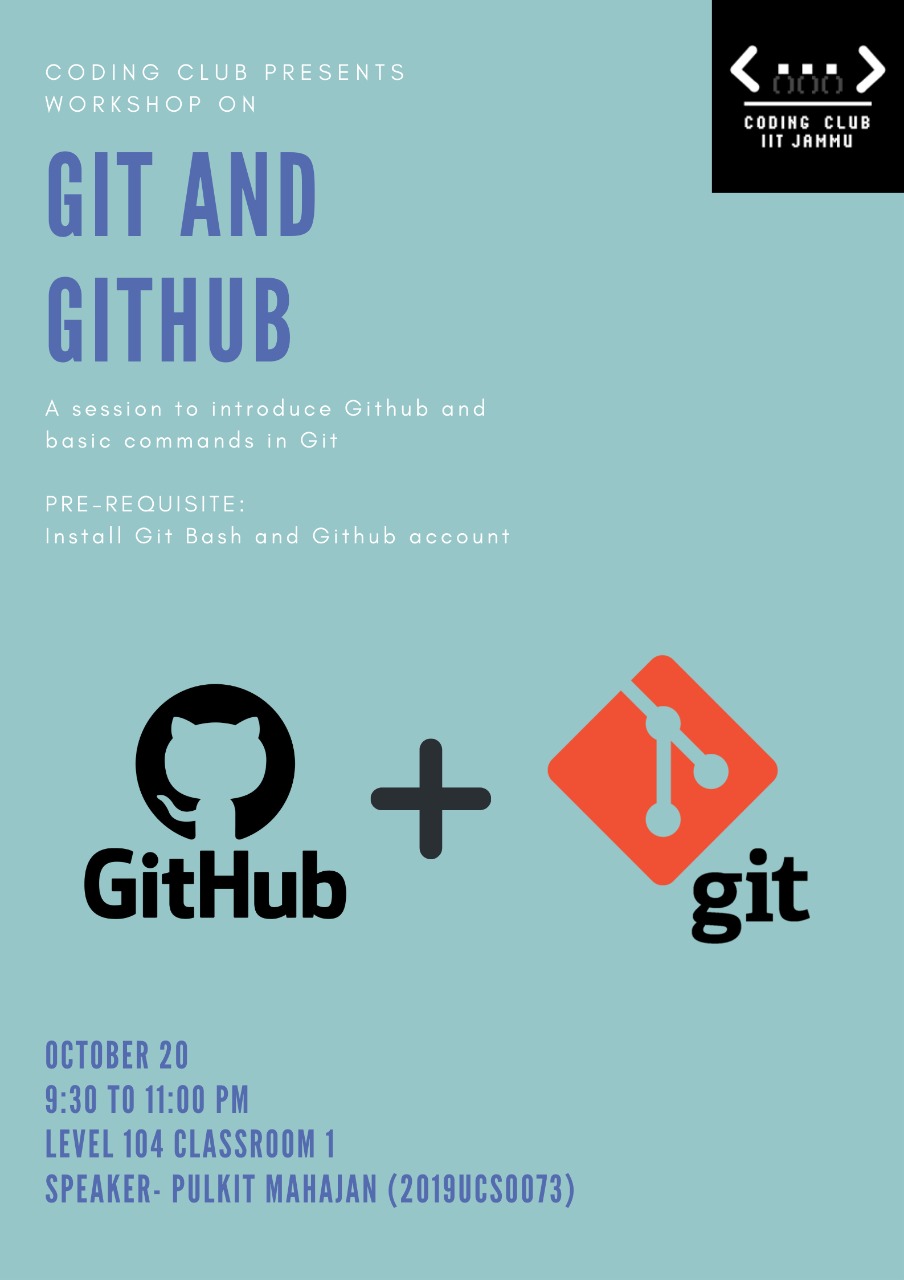 CODING CLUB PRESENTS
WORKSHOP ON
CODING CLUB
IIT JAMMU
GIT AND
GITHUB
A session to introduce Github and
basic commands in Git
PRE-REQUISITE:
Install Git Bash and Github account
GitHub
git
OCTOBER 20
9:30 TO 11:00 PM
LEVEL 104 CLASSROOM 1
SPEAKER- PULKIT MAHAJAN (2019UCS0073)